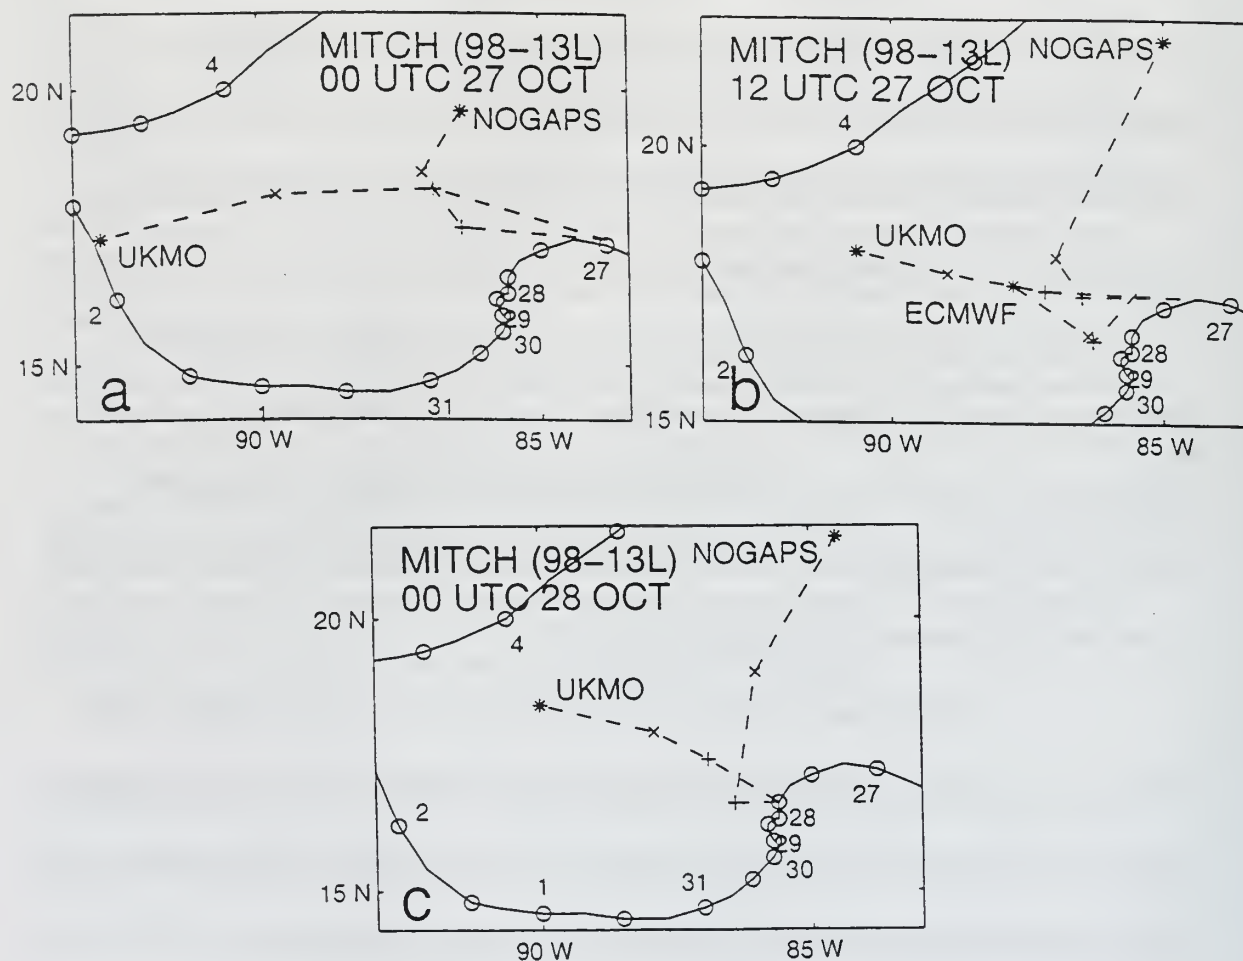 MITCH (98-13L)
00 UTC 27 OCT
4
20 N
NOGAPS
UKMO
27
28
2
29
30
15 N
a
1
31
90 W
85 W
MITCH (98-13L)
NOGAPS
12 UTC 27 OCT
4
20 N
UKMO
ECMWF
27
28
2
29
30
b
15 N
90 W
85 W
MITCH (98-13L)
NOGAPS
00 UTC 28 OCT
20 N
4
UKMO
27
2
28
29
30
1
31
15 N
c
90 W
85 W